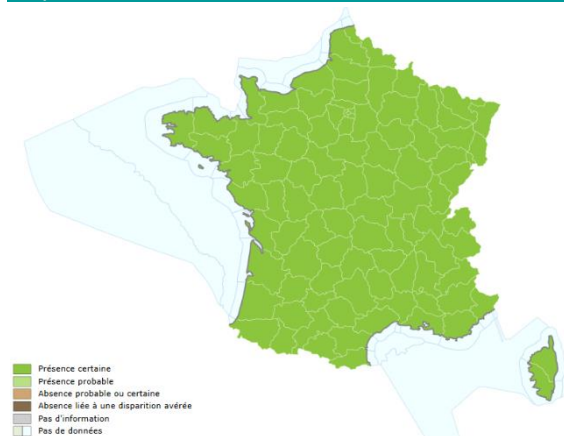 Présence certaine
Présence probable
Absence probable ou certaine
Absence liée à une disparition avérée
Pas d'information
Pas de données